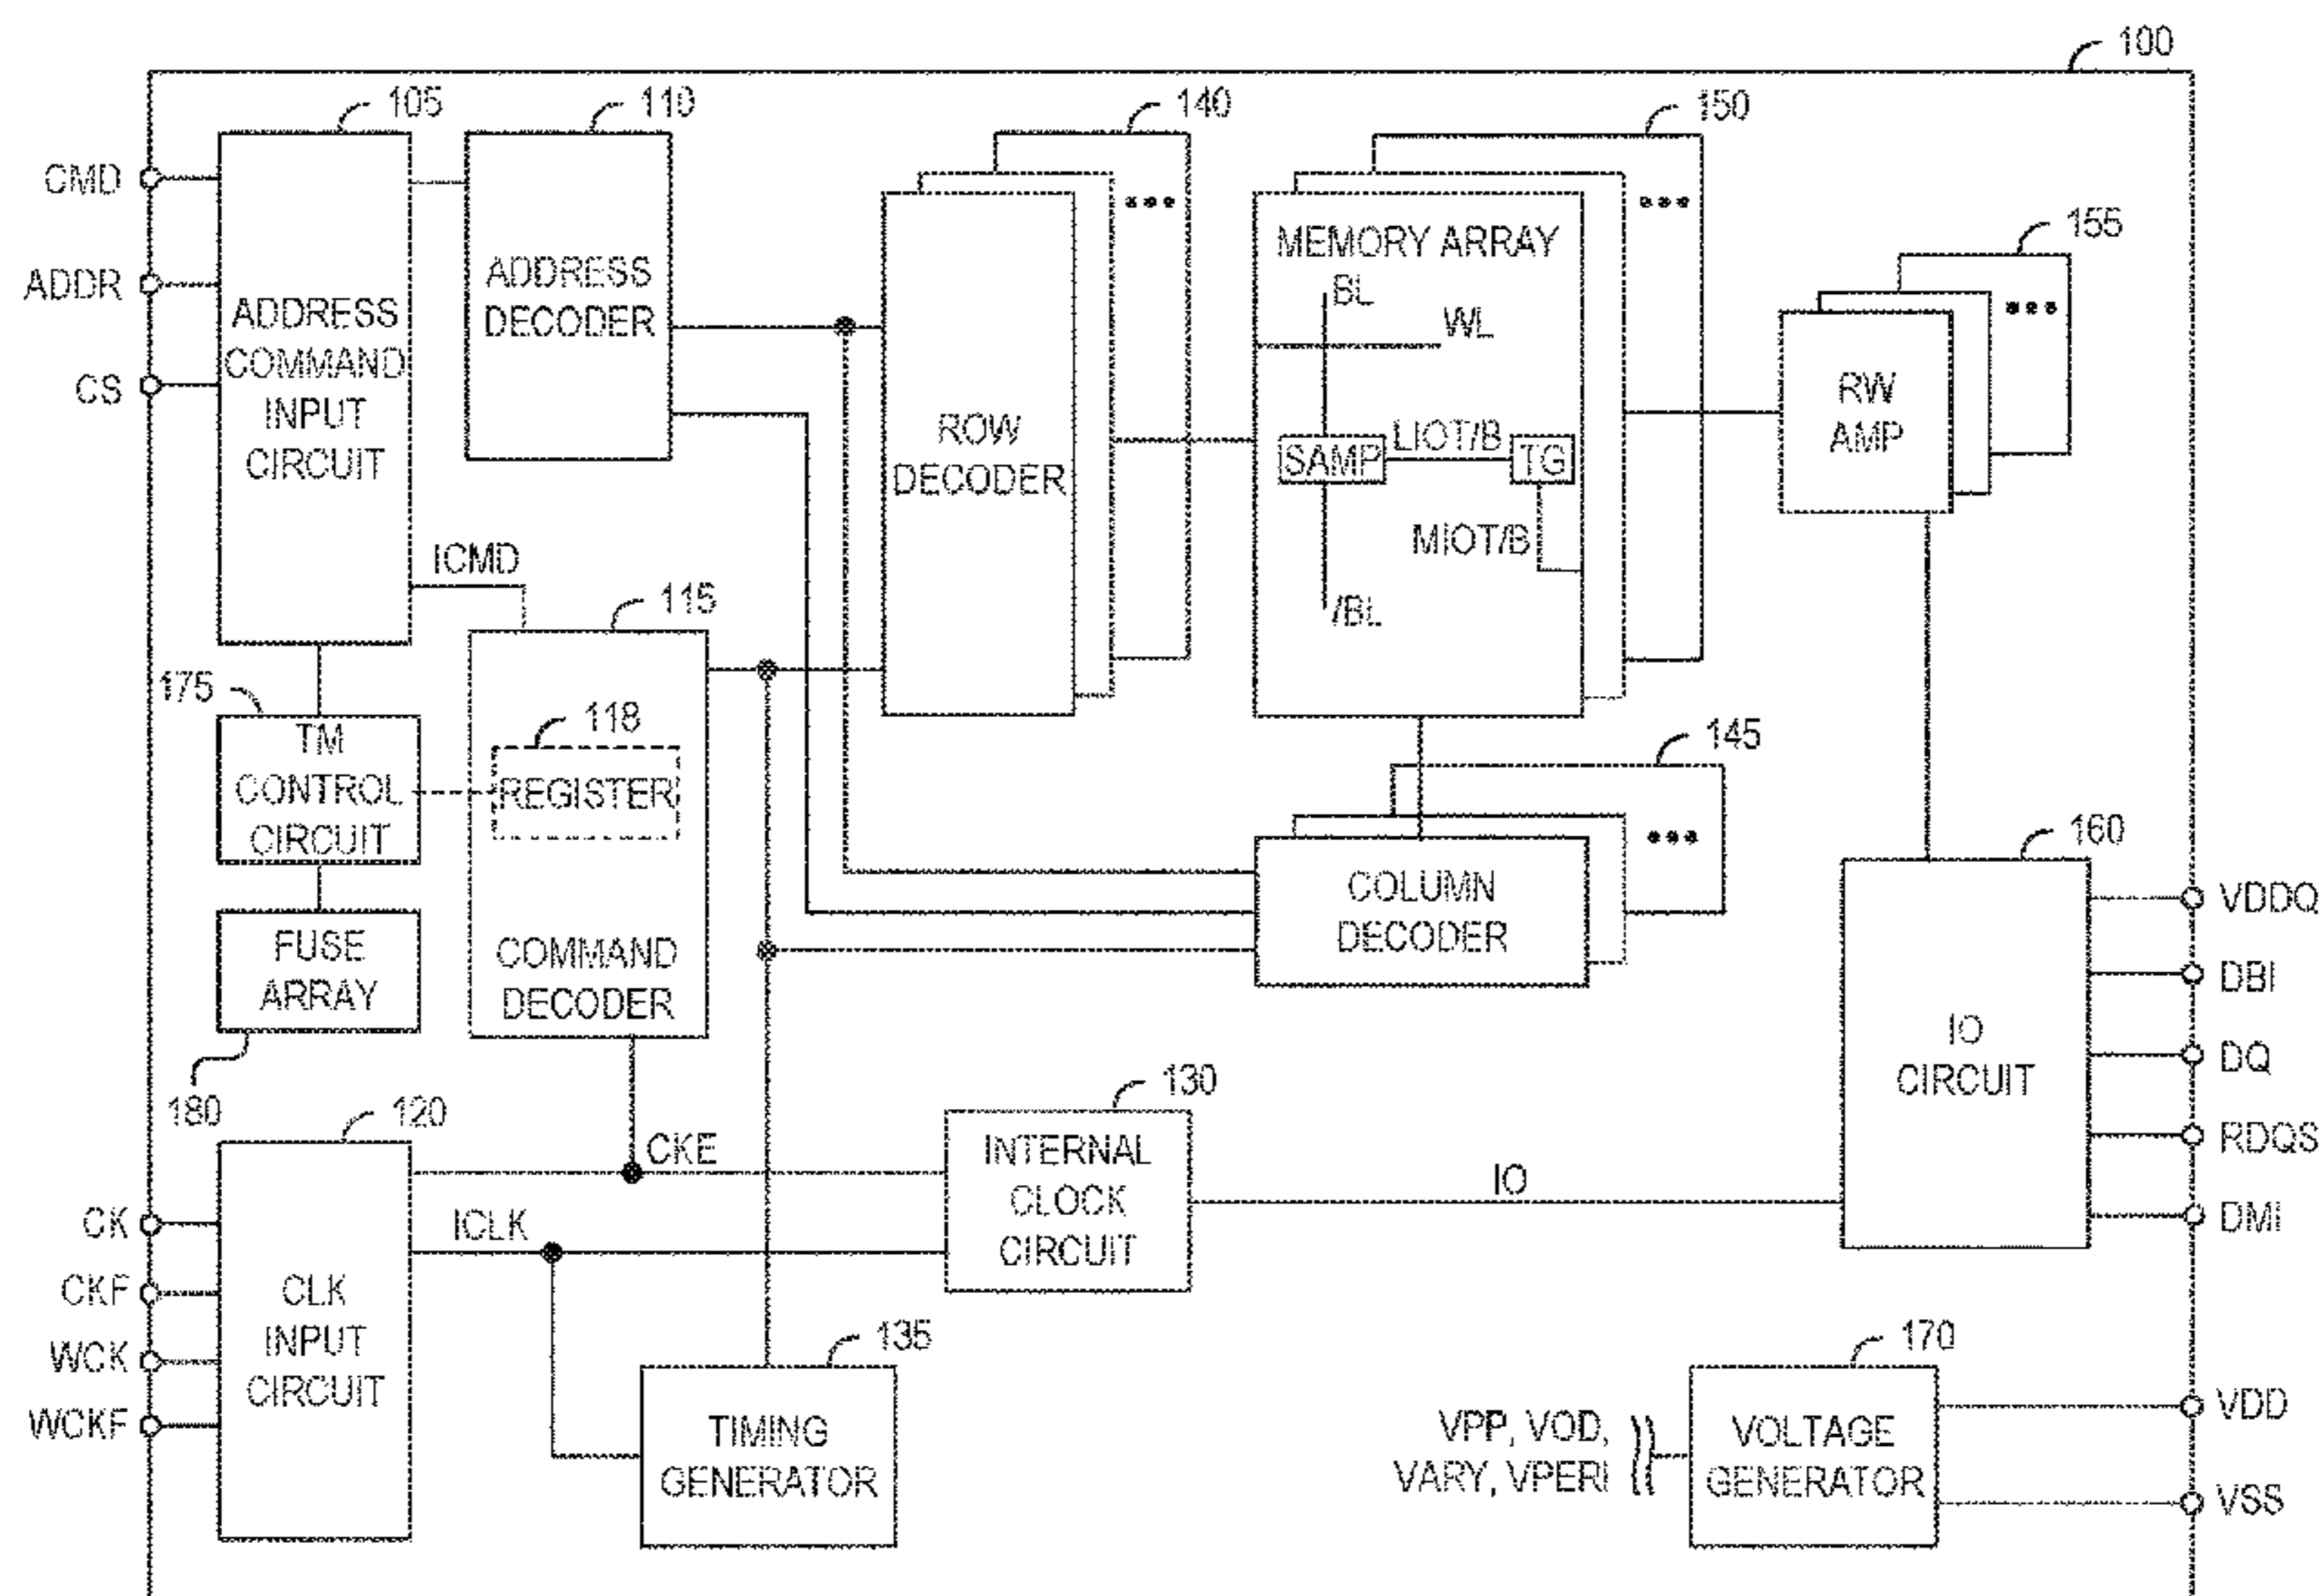 100
105
110
140
150
155
CMD
ADDR
CS
ADDRESS
COMMAND
INPUT
CIRCUIT
ADDRESS
DECODER
ROW
DECODER
MEMORY ARRAY
BL
WL
SAMP
LIOT/B
TG
MIOT/B
/BL
RW
AMP
ICMD
115
175
TM
CONTROL
CIRCUIT
118
REGISTER
COMMAND
DECODER
FUSE
ARRAY
180
145
COLUMN
DECODER
160
IO
CIRCUIT
VDDQ
DBI
DQ
RDQS
DMI
120
CK
CKF
WCK
WCKF
CLK
INPUT
CIRCUIT
CKE
ICLK
130
INTERNAL
CLOCK
CIRCUIT
IO
135
TIMING
GENERATOR
170
VPP, VOD,
VARY, VPERI
VOLTAGE
GENERATOR
VDD
VSS